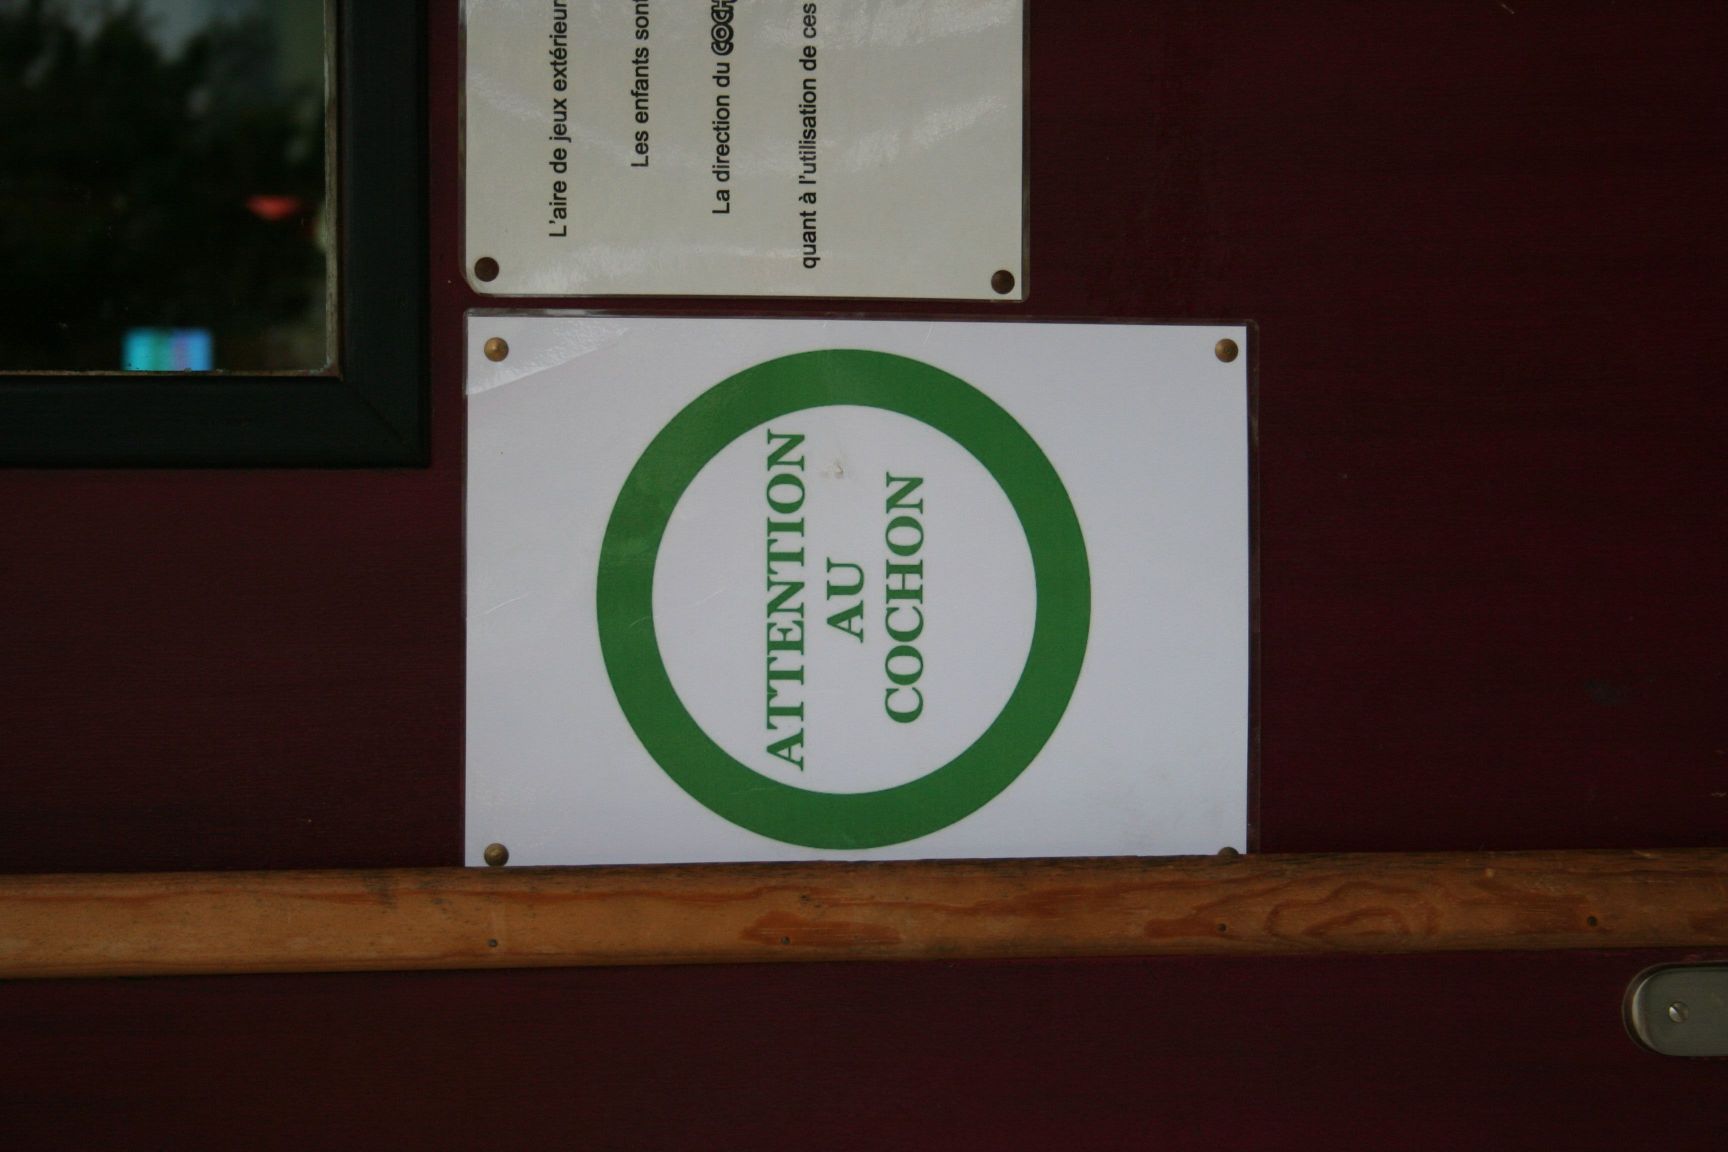 L'aire de jeux extérieur
Les enfants sont
La direction du
quant à l'utilisation de ces
ATTENTION
AU
COCHON